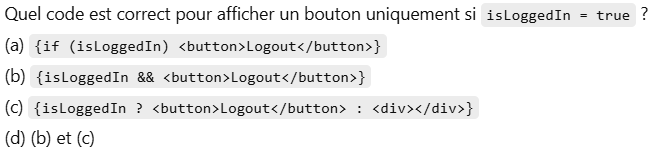 Quel code est correct pour afficher un bouton uniquement si isLoggedIn = true ?
(a) {if (isLoggedIn) <button>Logout</button>}
(b) {isLoggedIn && <button>Logout</button>}
(c) {isLoggedIn ? <button>Logout</button> : <div></div>}
(d) (b) et (c)